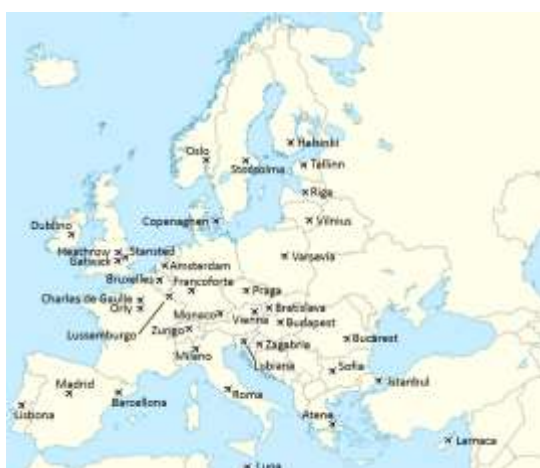 Oslo
Helsinki
Stoccolma
Tallinn
Riga
Copenaghen
Vilnius
Dublino
Heathrow
Stansted
Gatwick
Varsavia
Amsterdam
Bruxelles
Francoforte
Praga
Charles de Gaulle
Orly
Bratislava
Monaco
Vienna
Budapest
Lussemburgo
Zurigo
Zagabria
Bucarest
Milano
Lubiana
Sofia
Madrid
Istanbul
Barcellona
Roma
Lisbona
Atene
Larnaca